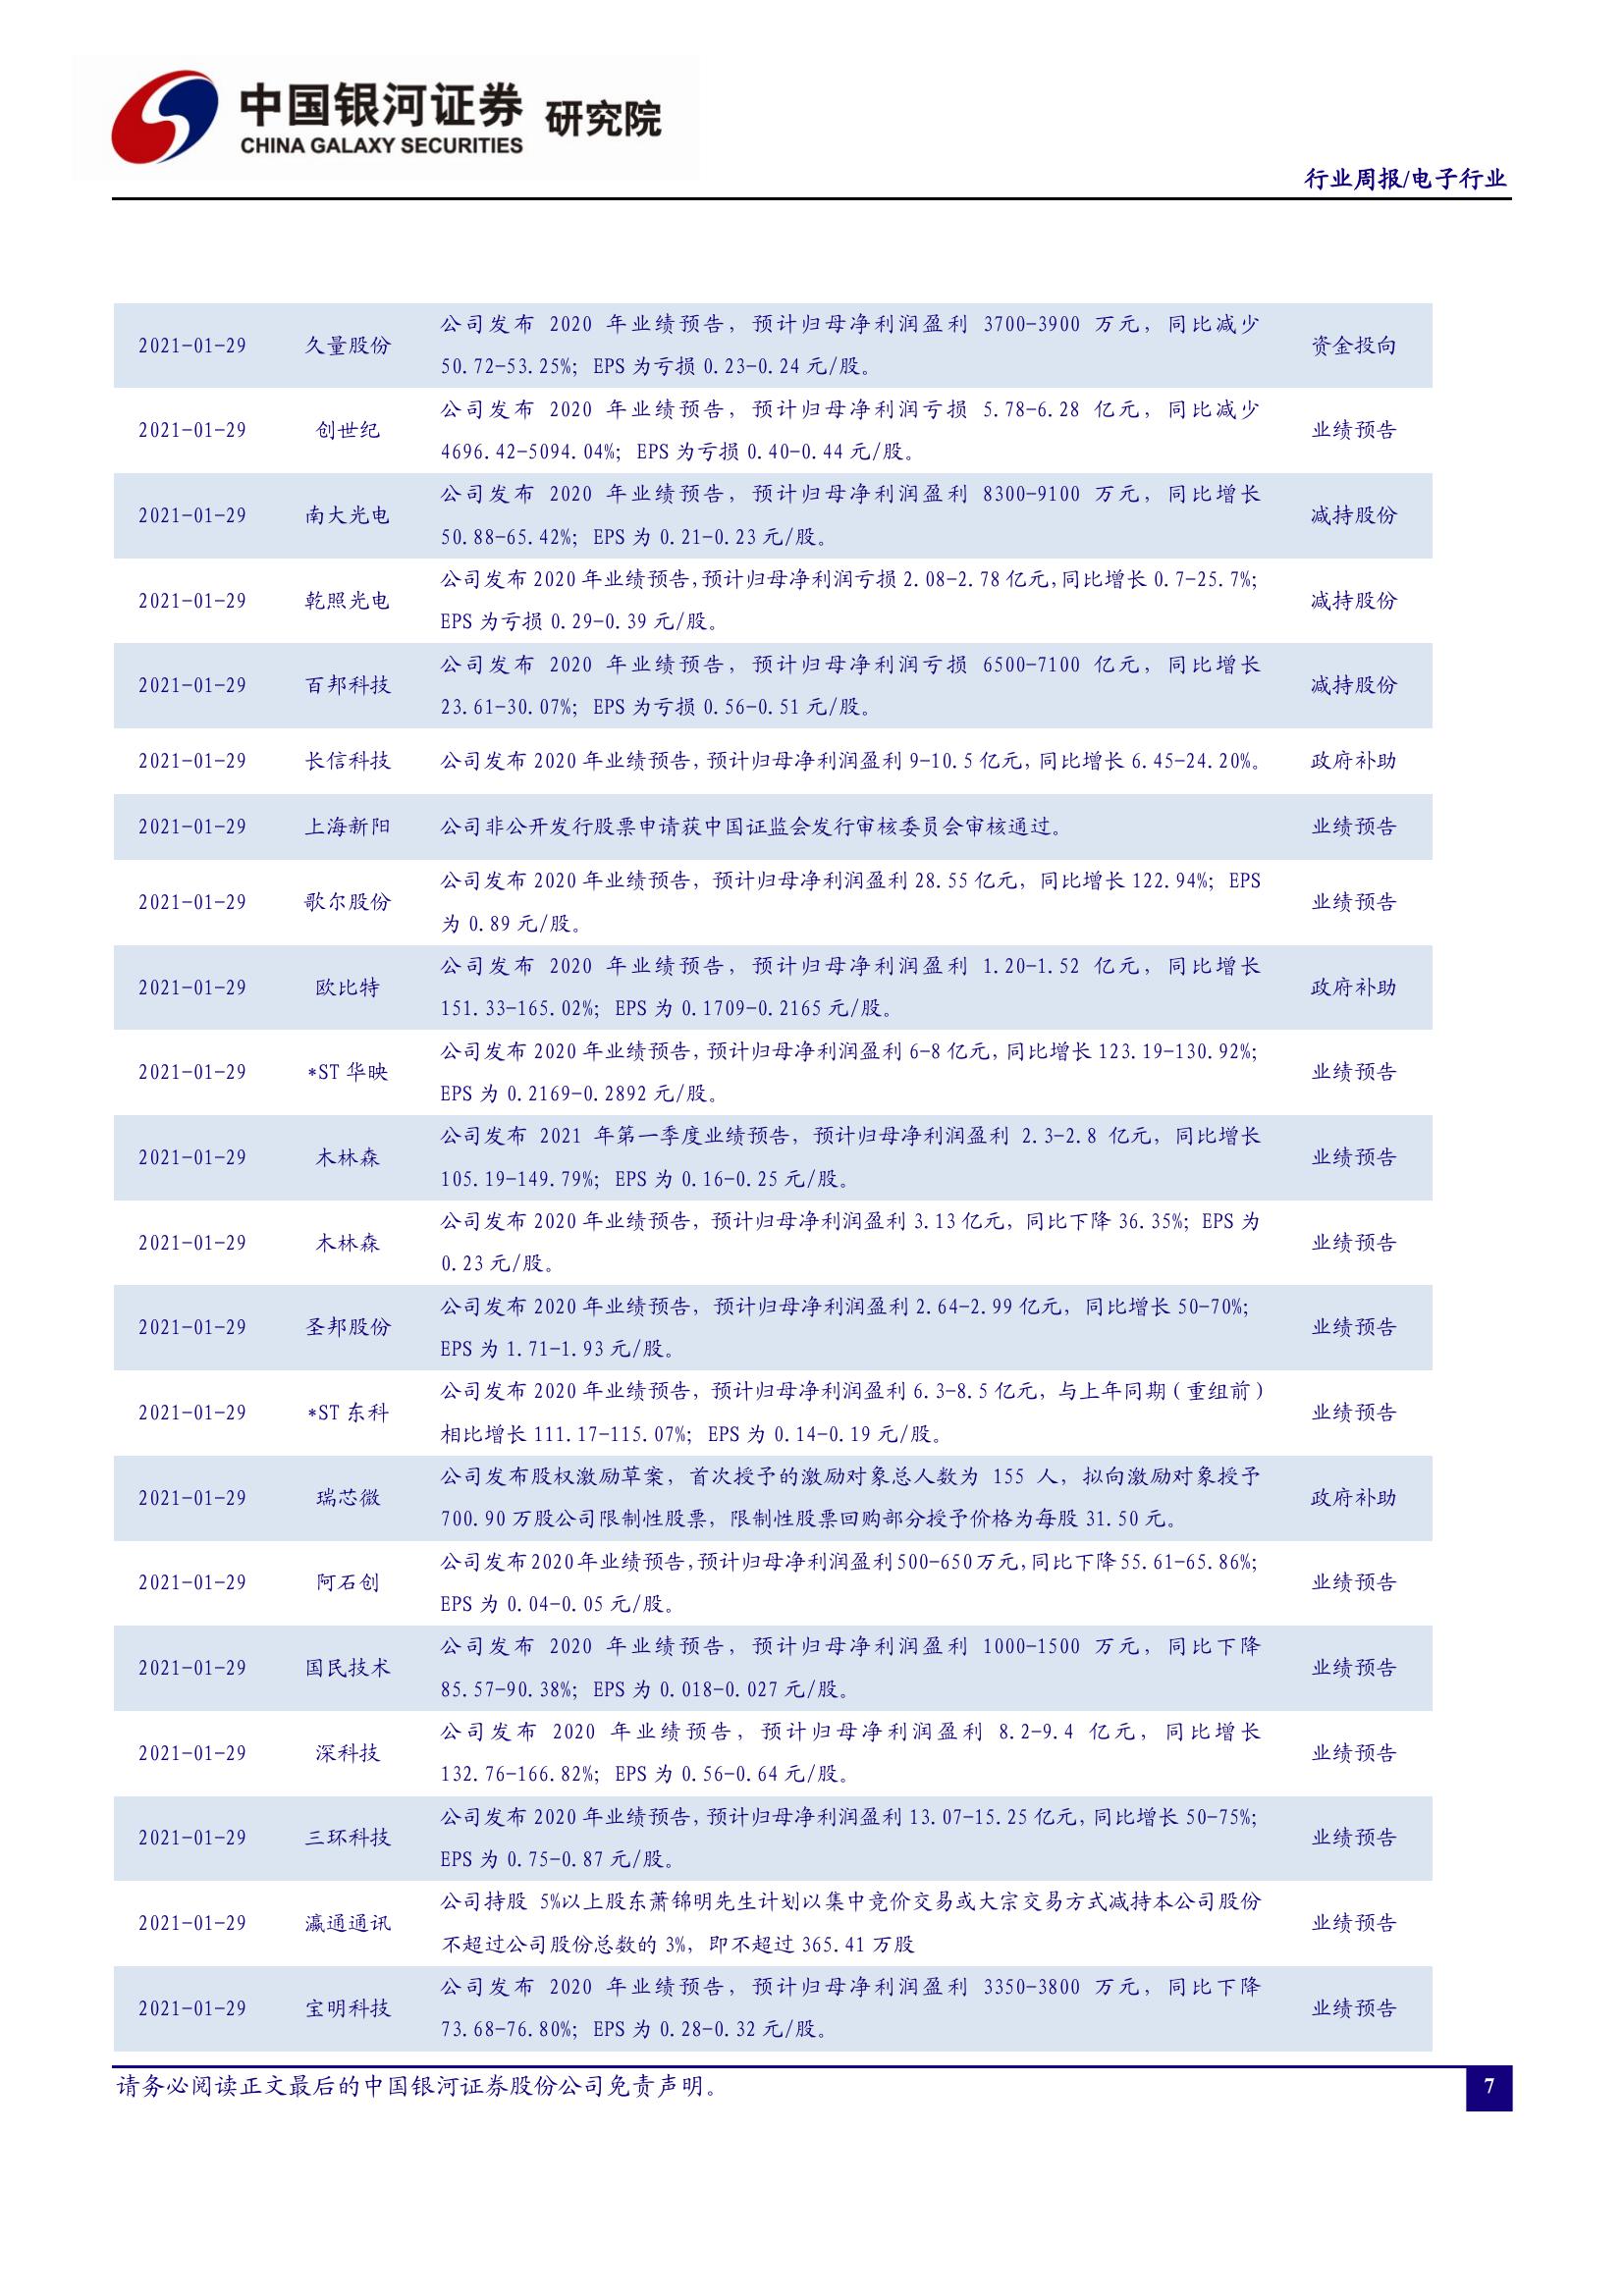 中国银河证券 研究院
CHINA GALAXY SECURITIES
行业周报/电子行业
2021-01-29 久量股份 公司发布 2020 年业绩预告，预计归母净利润盈利 3700-3900 万元，同比减少 资金投向
50.72-53.25%；EPS 为亏损 0.23-0.24 元/股。
2021-01-29 创世纪 公司发布 2020 年业绩预告，预计归母净利润亏损 5.78-6.28 亿元，同比减少 业绩预告
4696.42-5094.04%；EPS 为亏损 0.40-0.44 元/股。
2021-01-29 南大光电 公司发布 2020 年业绩预告，预计归母净利润盈利 8300-9100 万元，同比增长 减持股份
50.88-65.42%；EPS 为 0.21-0.23 元/股。
2021-01-29 乾照光电 公司发布 2020 年业绩预告，预计归母净利润亏损 2.08-2.78 亿元，同比增长 0.7-25.7%； 减持股份
EPS 为亏损 0.29-0.39 元/股。
2021-01-29 百邦科技 公司发布 2020 年业绩预告，预计归母净利润亏损 6500-7100 亿元，同比增长 减持股份
23.61-30.07%；EPS 为亏损 0.56-0.51 元/股。
2021-01-29 长信科技 公司发布 2020 年业绩预告，预计归母净利润盈利 9-10.5 亿元，同比增长 6.45-24.20%。 政府补助
2021-01-29 上海新阳 公司非公开发行股票申请获中国证监会发行审核委员会审核通过。 业绩预告
2021-01-29 歌尔股份 公司发布 2020 年业绩预告，预计归母净利润盈利 28.55 亿元，同比增长 122.94%；EPS 业绩预告
为 0.89 元/股。
2021-01-29 欧比特 公司发布 2020 年业绩预告，预计归母净利润盈利 1.20-1.52 亿元，同比增长 政府补助
151.33-165.02%；EPS 为 0.1709-0.2165 元/股。
2021-01-29 *ST 华映 公司发布 2020 年业绩预告，预计归母净利润盈利 6-8 亿元，同比增长 123.19-130.92%； 业绩预告
EPS 为 0.2169-0.2892 元/股。
2021-01-29 木林森 公司发布 2021 年第一季度业绩预告，预计归母净利润盈利 2.3-2.8 亿元，同比增长 业绩预告
105.19-149.79%；EPS 为 0.16-0.25 元/股。
2021-01-29 木林森 公司发布 2020 年业绩预告，预计归母净利润盈利 3.13 亿元，同比下降 36.35%；EPS 为 业绩预告
0.23 元/股。
2021-01-29 圣邦股份 公司发布 2020 年业绩预告，预计归母净利润盈利 2.64-2.99 亿元，同比增长 50-70%； 业绩预告
EPS 为 1.71-1.93 元/股。
2021-01-29 *ST 东科 公司发布 2020 年业绩预告，预计归母净利润盈利 6.3-8.5 亿元，与上年同期（重组前） 业绩预告
相比增长 111.17-115.07%；EPS 为 0.14-0.19 元/股。
2021-01-29 瑞芯微 公司发布股权激励草案，首次授予的激励对象总人数为 155 人，拟向激励对象授予 政府补助
700.90 万股公司限制性股票，限制性股票回购部分授予价格为每股 31.50 元。
2021-01-29 阿石创 公司发布 2020 年业绩预告，预计归母净利润盈利 500-650 万元，同比下降 55.61-65.86%； 业绩预告
EPS 为 0.04-0.05 元/股。
2021-01-29 国民技术 公司发布 2020 年业绩预告，预计归母净利润盈利 1000-1500 万元，同比下降 业绩预告
85.57-90.38%；EPS 为 0.018-0.027 元/股。
2021-01-29 深科技 公司发布 2020 年业绩预告，预计归母净利润盈利 8.2-9.4 亿元，同比增长 业绩预告
132.76-166.82%；EPS 为 0.56-0.64 元/股。
2021-01-29 三环科技 公司发布 2020 年业绩预告，预计归母净利润盈利 13.07-15.25 亿元，同比增长 50-75%； 业绩预告
EPS 为 0.75-0.87 元/股。
2021-01-29 瀛通通讯 公司持股 5%以上股东萧锦明先生计划以集中竞价交易或大宗交易方式减持本公司股份 业绩预告
不超过公司股份总数的 3%，即不超过 365.41 万股
2021-01-29 宝明科技 公司发布 2020 年业绩预告，预计归母净利润盈利 3350-3800 万元，同比下降 业绩预告
73.68-76.80%；EPS 为 0.28-0.32 元/股。
请务必阅读正文最后的中国银河证券股份公司免责声明。 7